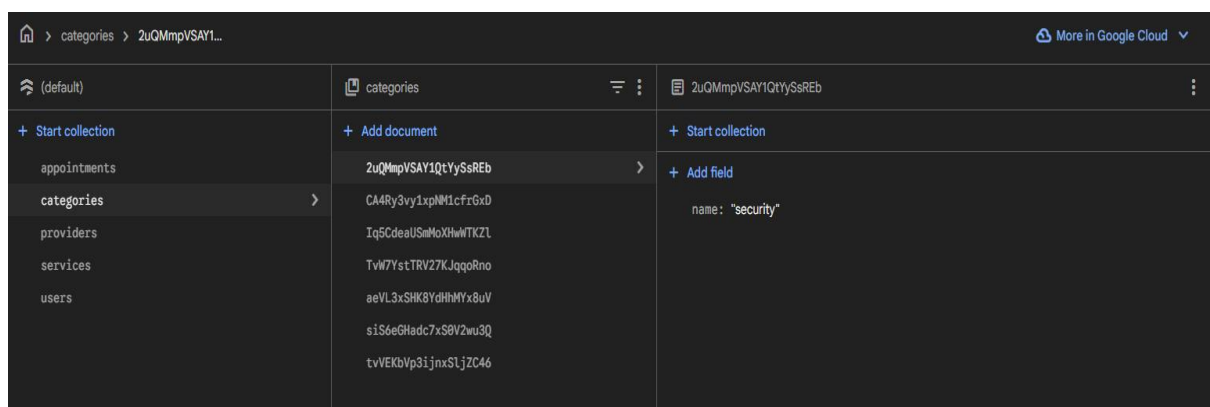 categories > 2uQMmpVSAY1...
More in Google Cloud
(default)
categories
2uQMmpVSAY1QtYySsREb
+ Start collection
+ Add document
+ Start collection
appointments
2uQMmpVSAY1QtYySsREb
+ Add field
categories
CA4Ry3vy1xpNM1cfrGxD
name: "security"
providers
Iq5CdeaUSmMoXHwWTKZl
services
TvW7YstTRV27KJqqoRno
users
aeVL3xSHK8YdHhMYx8uV
siS6eGHadc7xS0V2wu3Q
tvVEKbVp3ijnxSljZC46